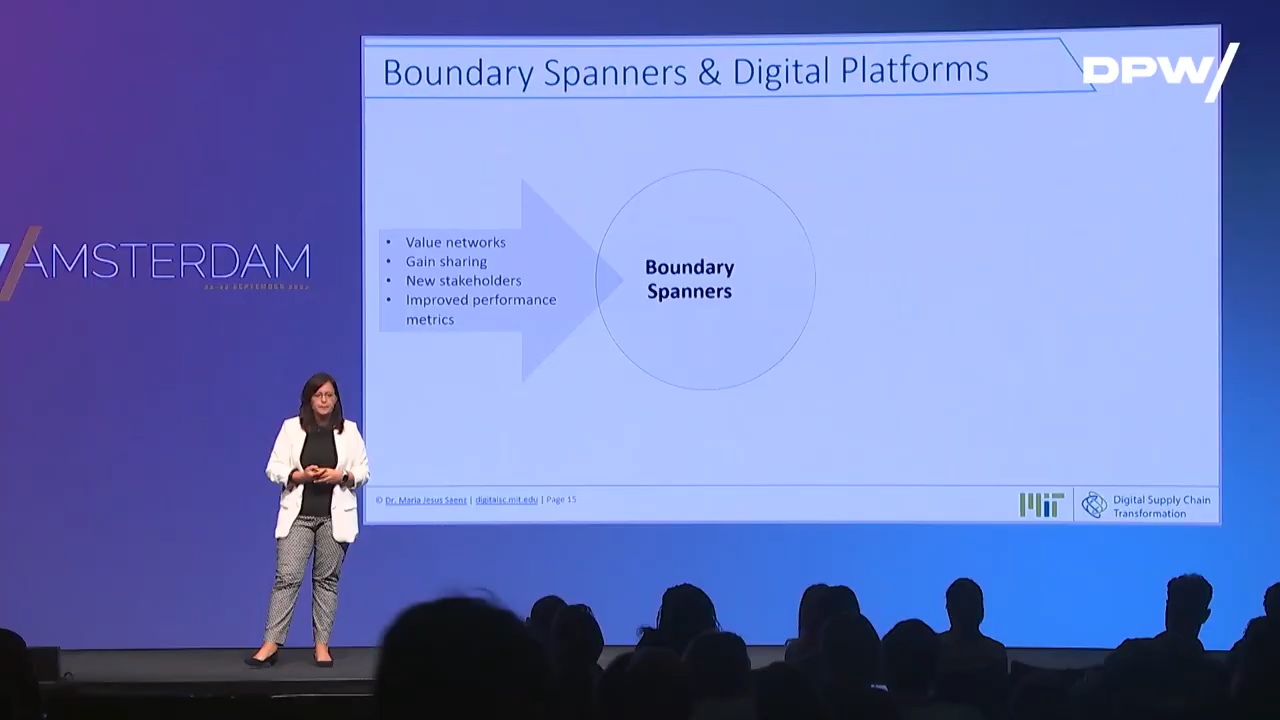 Boundary Spanners & Digital Platforms
DPW/
/AMSTERDAM
• Value networks
• Gain sharing
• New stakeholders
• Improved performance
metrics
Boundary
Spanners
© Dr. Maria Jesus Saenz | digitalsc.mit.edu | Page 15
MIT
Digital Supply Chain
Transformation